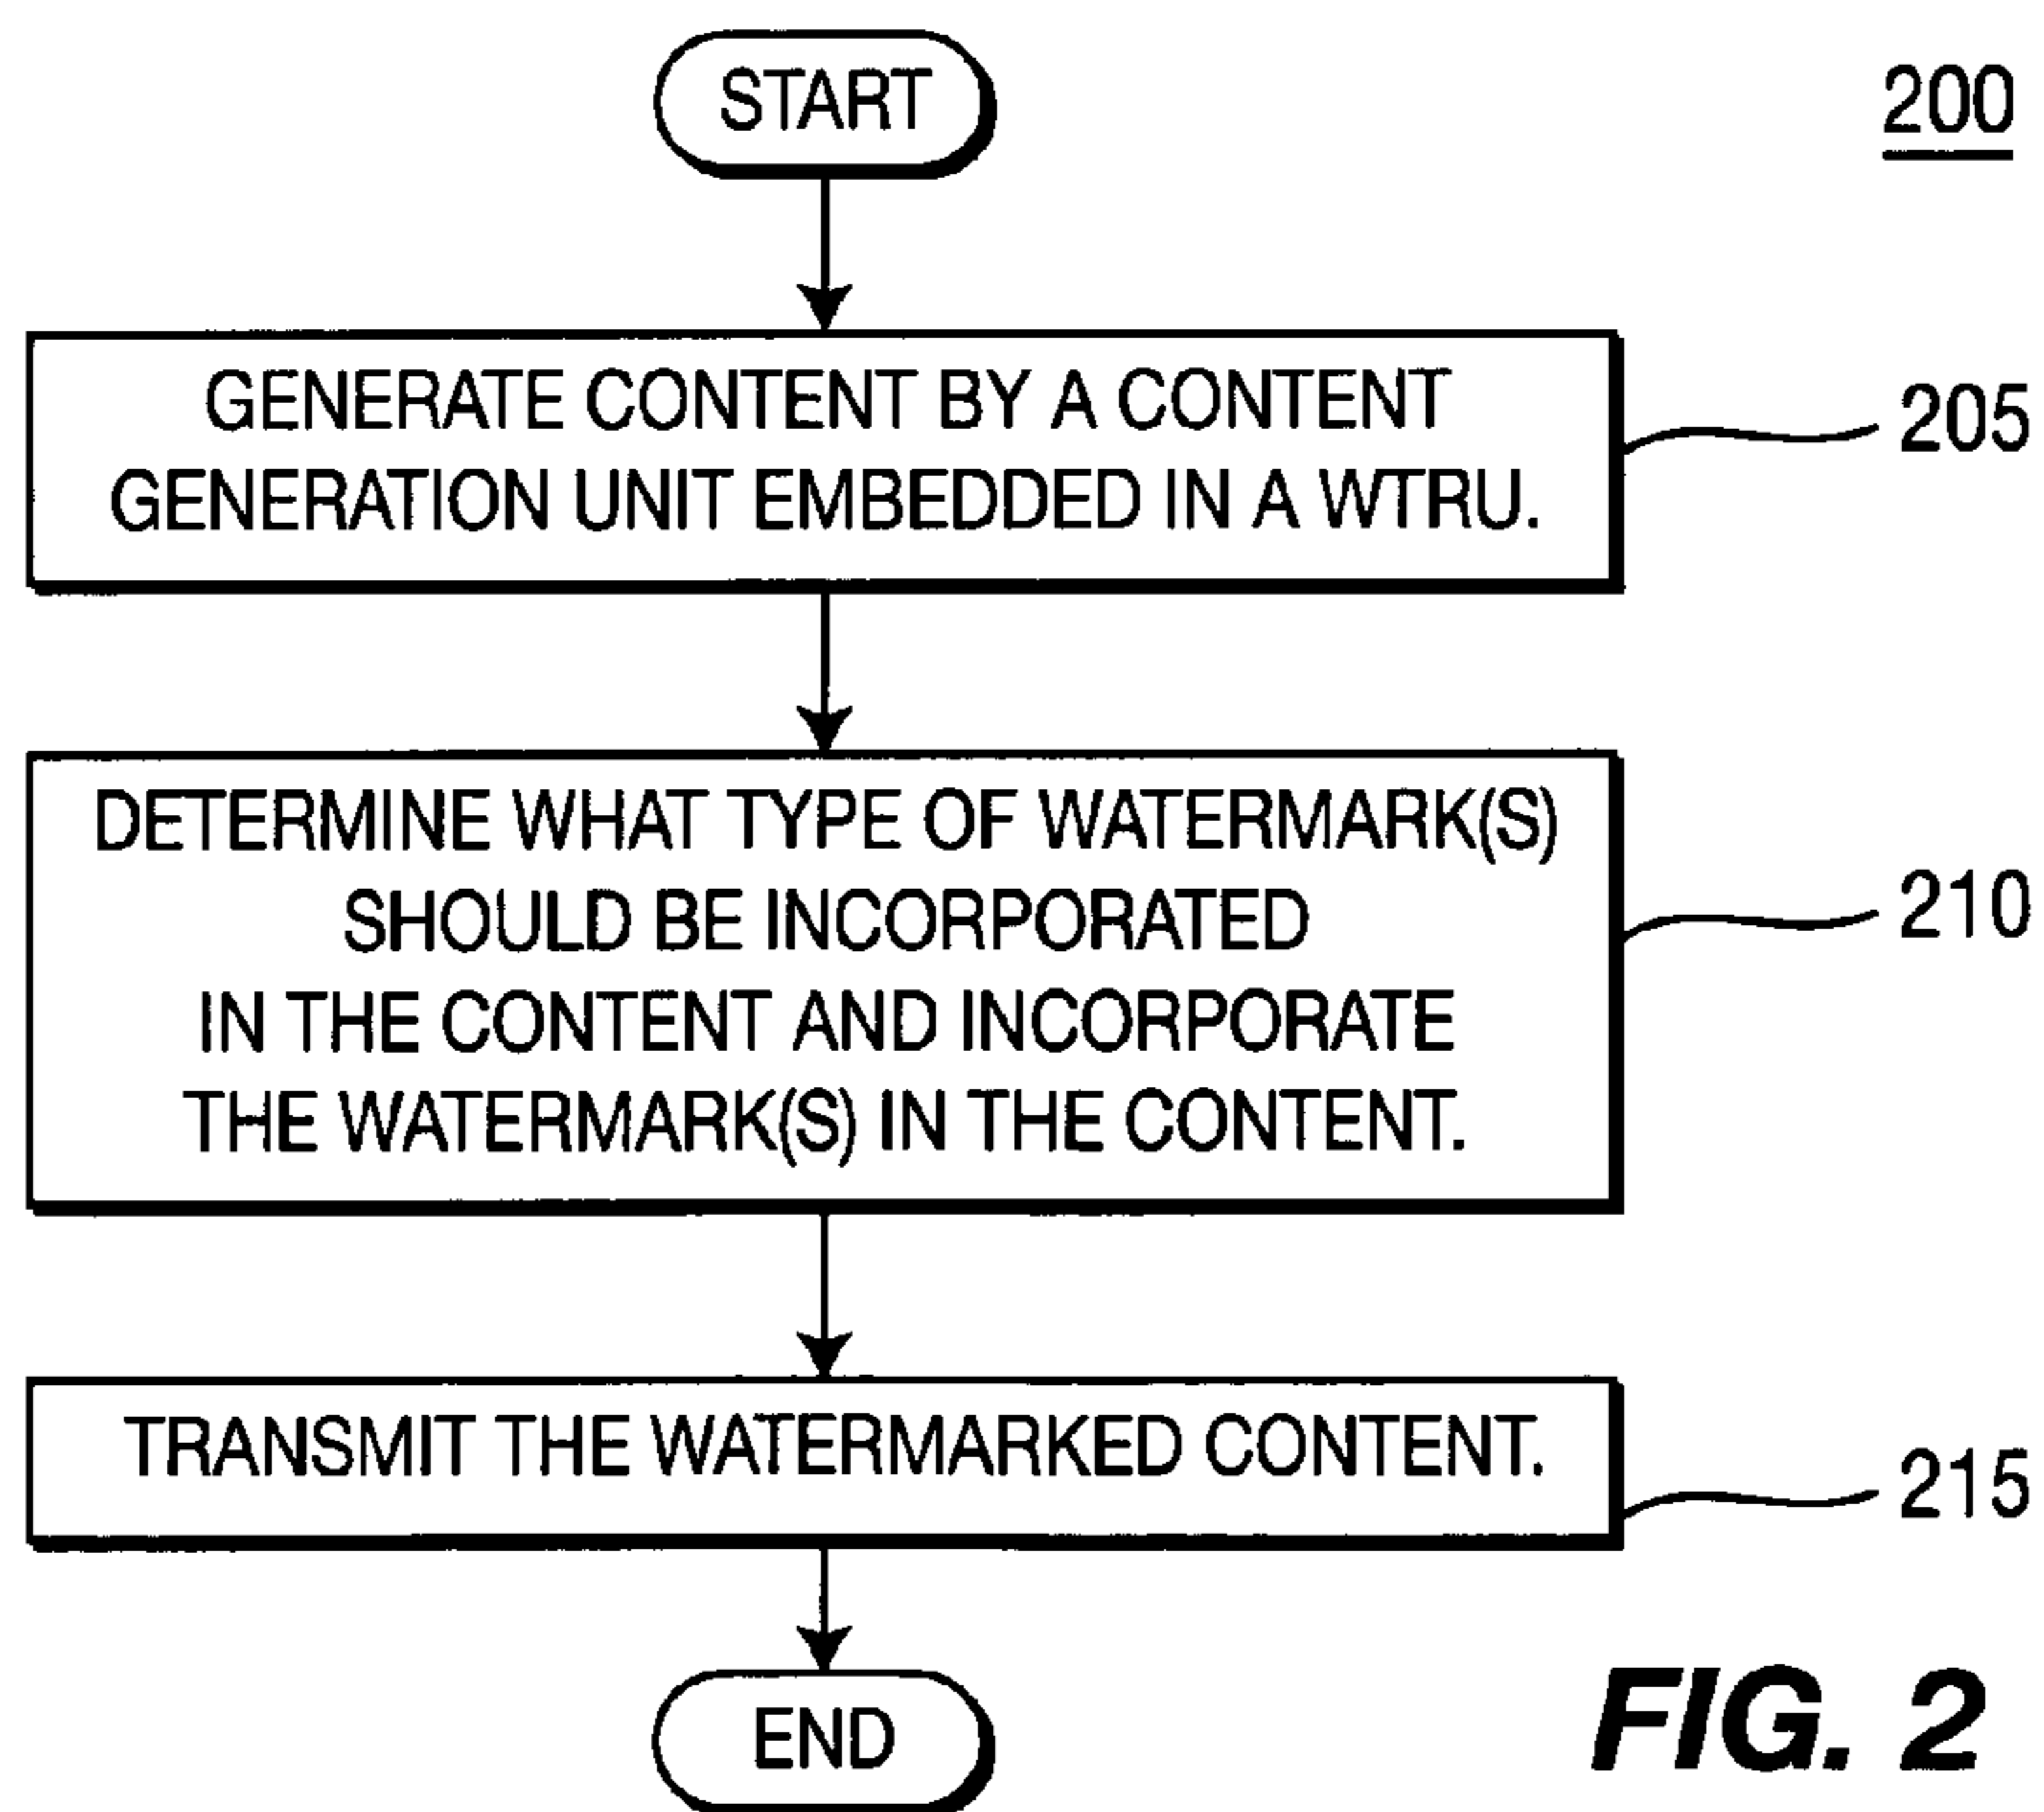 START
200
GENERATE CONTENT BY A CONTENT
GENERATION UNIT EMBEDDED IN A WTRU.
205
DETERMINE WHAT TYPE OF WATERMARK(S)
SHOULD BE INCORPORATED
IN THE CONTENT AND INCORPORATE
THE WATERMARK(S) IN THE CONTENT.
210
TRANSMIT THE WATERMARKED CONTENT.
215
END
FIG. 2